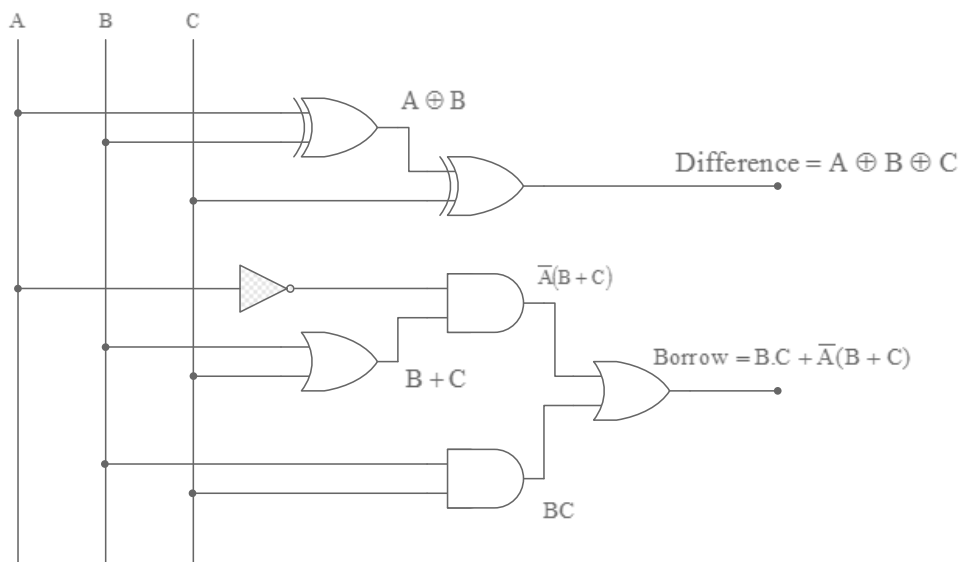 A B C
A ⊕ B
Difference = A ⊕ B ⊕ C
A̅(B + C)
Borrow = B.C + A̅(B + C)
B + C
BC